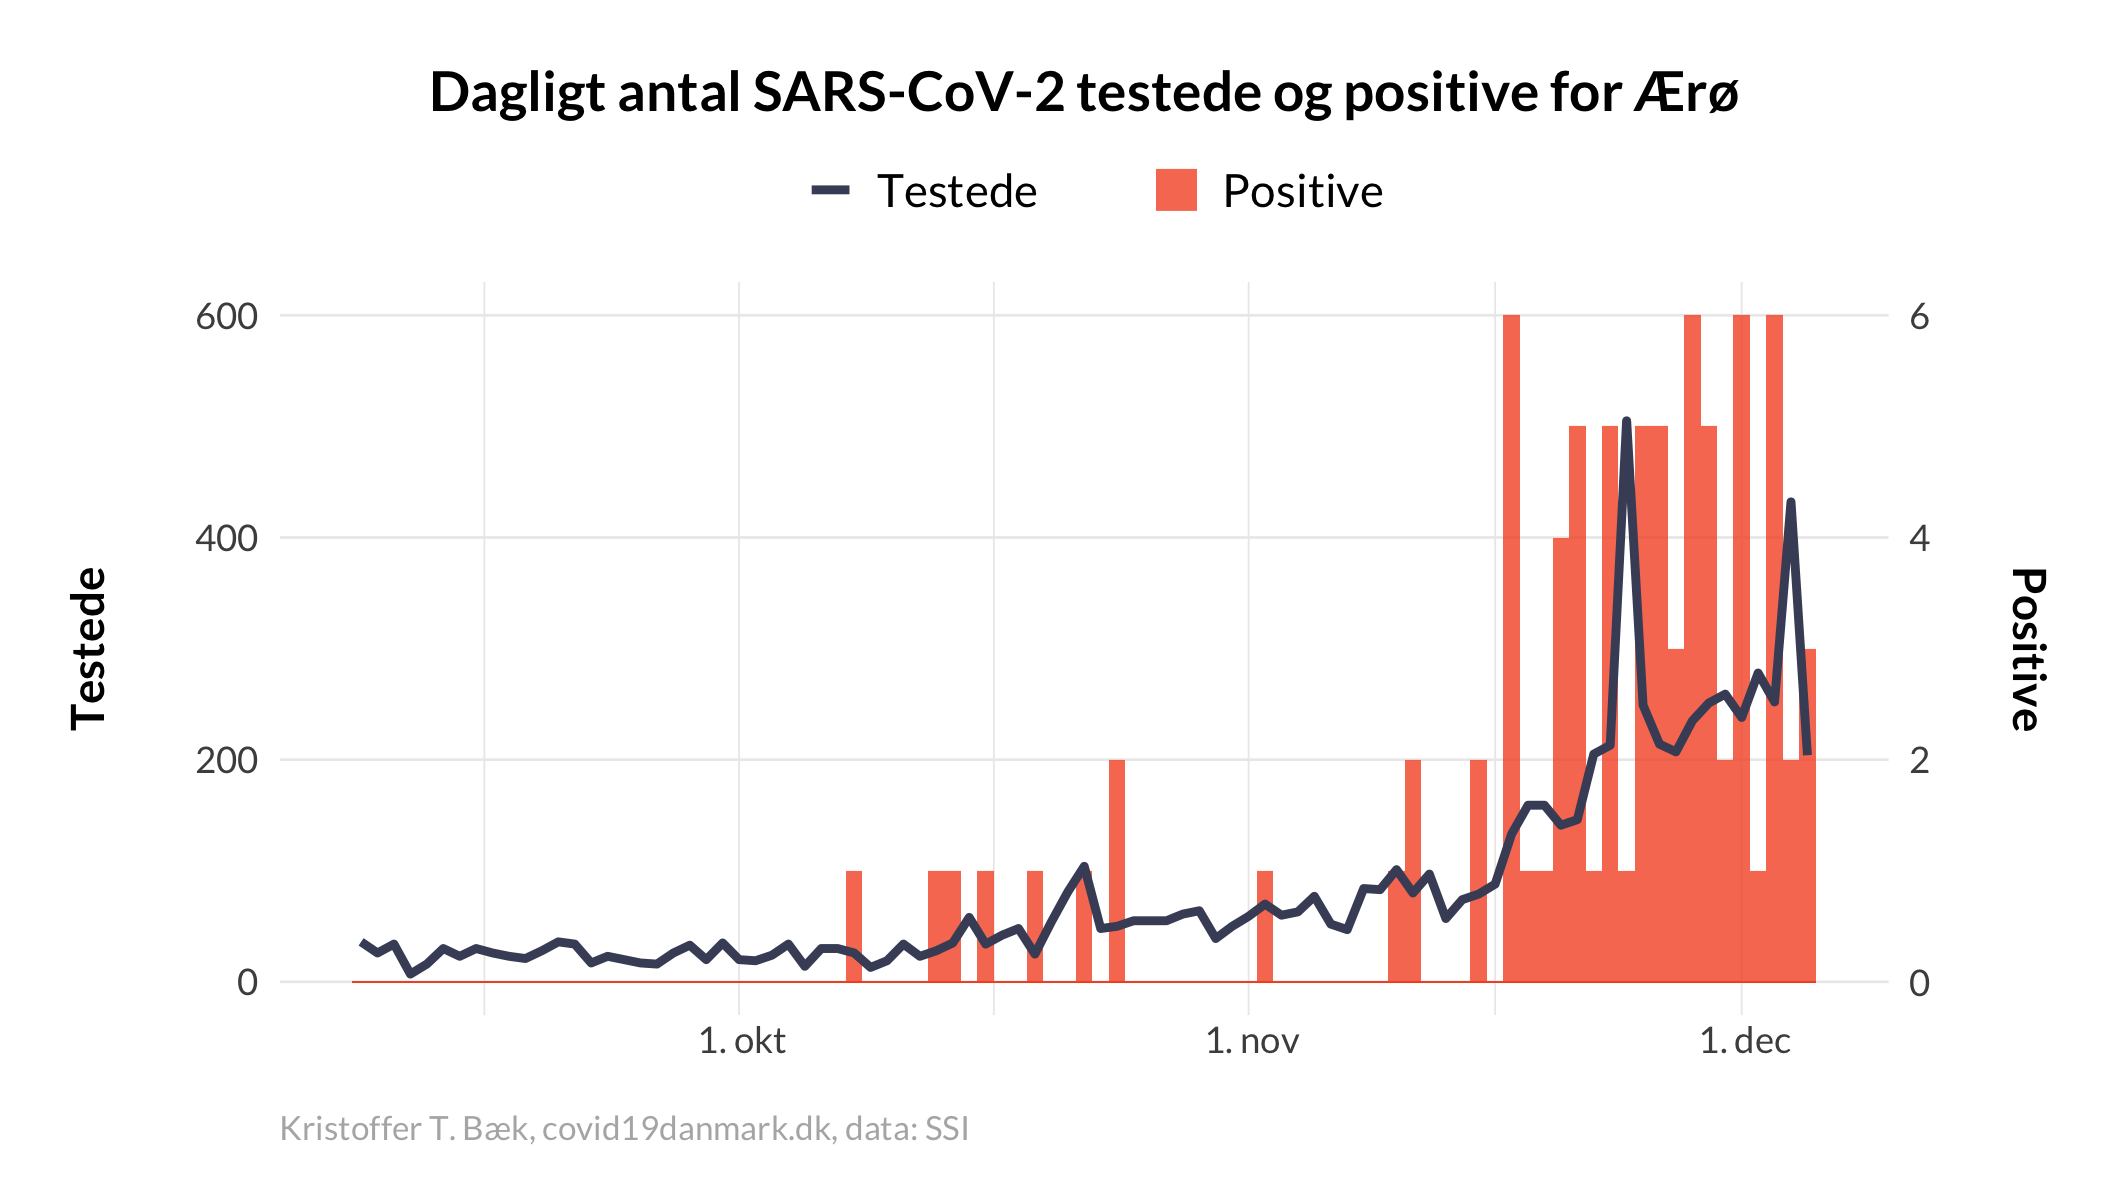 Dagligt antal SARS-CoV-2 testede og positive for Ærø
Testede
Positive
600
400
200
0
6
4
2
0
Testede
Positive
1. okt
1. nov
1. dec
Kristoffer T. Bæk, covid19danmark.dk, data: SSI